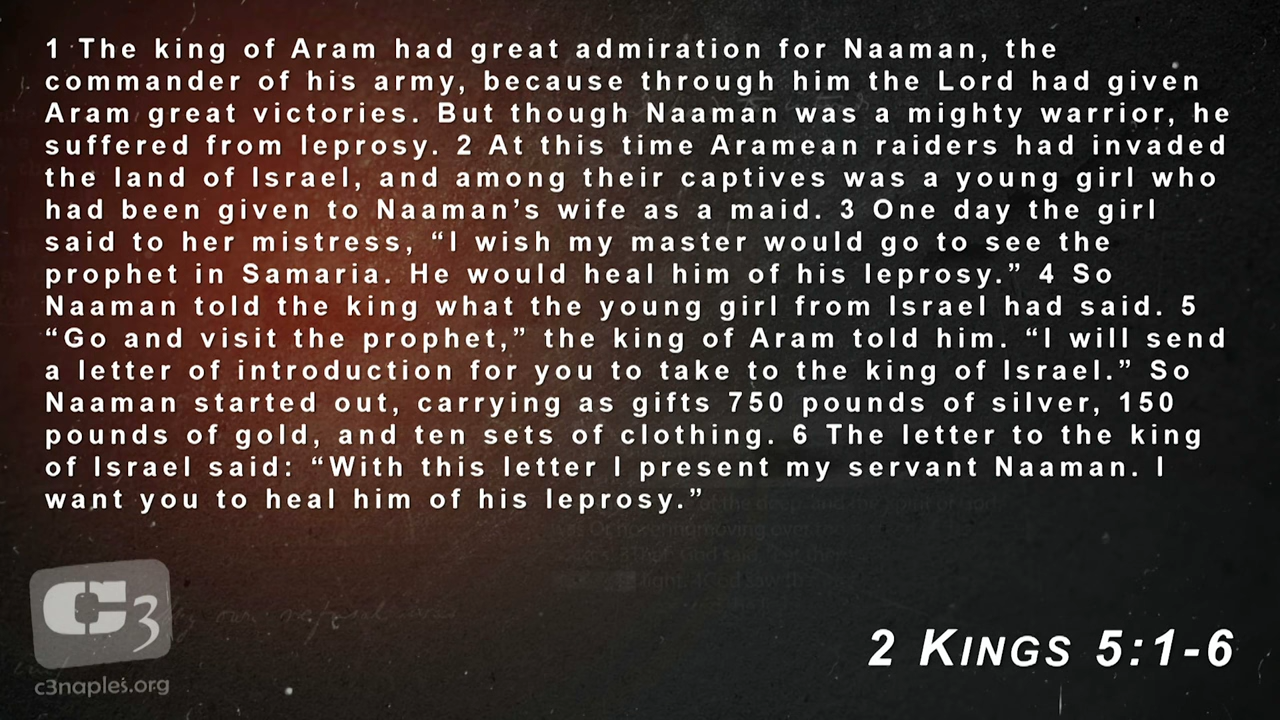 1 The king of Aram had great admiration for Naaman, the
commander of his army, because through him the Lord had given
Aram great victories. But though Naaman was a mighty warrior, he
suffered from leprosy. 2 At this time Aramean raiders had invaded
the land of Israel, and among their captives was a young girl who
had been given to Naaman’s wife as a maid. 3 One day the girl
said to her mistress, “I wish my master would go to see the
prophet in Samaria. He would heal him of his leprosy.” 4 So
Naaman told the king what the young girl from Israel had said. 5
“Go and visit the prophet,” the king of Aram told him. “I will send
a letter of introduction for you to take to the king of Israel.” So
Naaman started out, carrying as gifts 750 pounds of silver, 150
pounds of gold, and ten sets of clothing. 6 The letter to the king
of Israel said: “With this letter I present my servant Naaman. I
want you to heal him of his leprosy.”
C3
c3naples.org
2 KINGS 5:1-6